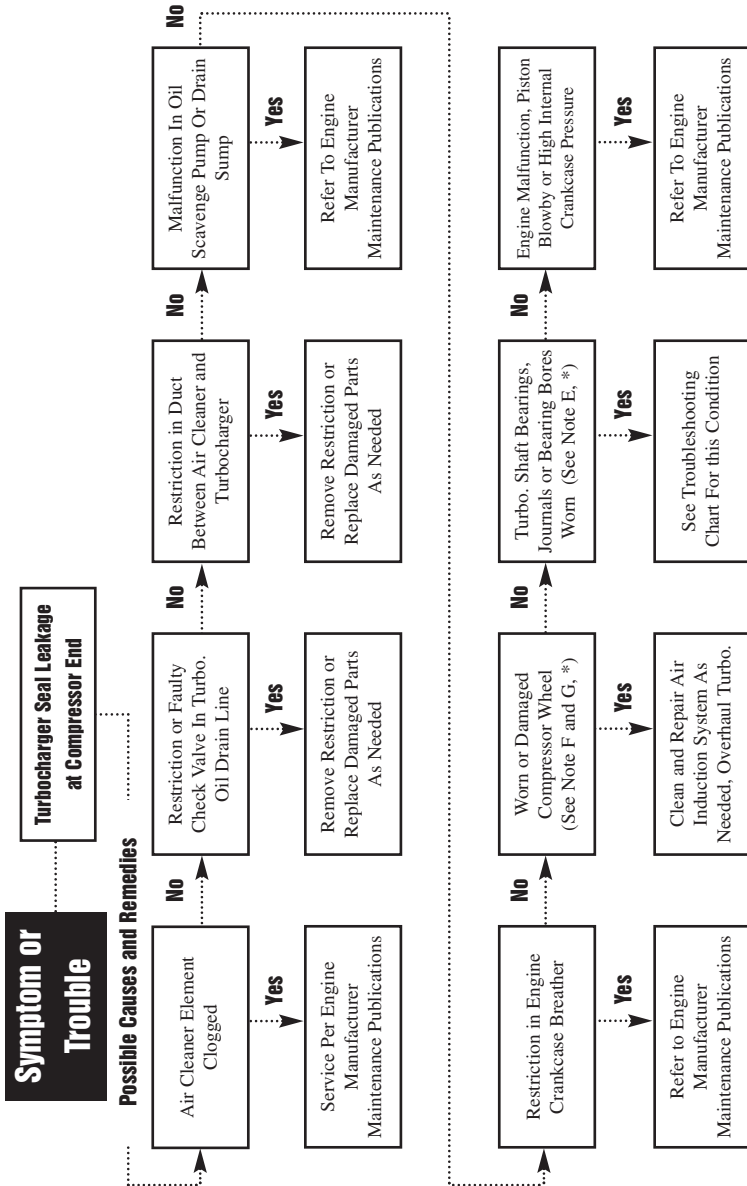 Symptom or
Trouble
Turbocharger Seal Leakage
at Compressor End
Possible Causes and Remedies
Air Cleaner Element
Clogged
No
Restriction or Faulty
Check Valve In Turbo.
Oil Drain Line
No
Restriction in Duct
Between Air Cleaner and
Turbocharger
No
Malfunction In Oil
Scavenge Pump Or Drain
Sump
No
Yes
Yes
Yes
Yes
Service Per Engine
Manufacturer
Maintenance Publications
Remove Restriction or
Replace Damaged Parts
As Needed
Remove Restriction or
Replace Damaged Parts
As Needed
Refer To Engine
Manufacturer
Maintenance Publications
Restriction in Engine
Crankcase Breather
No
Worn or Damaged
Compressor Wheel
(See Note F and G, *)
No
Turbo. Shaft Bearings,
Journals or Bearing Bores
Worn (See Note E, *)
No
Engine Malfunction, Piston
Blowby or High Internal
Crankcase Pressure
Yes
Yes
Yes
Yes
Refer to Engine
Manufacturer
Maintenance Publications
Clean and Repair Air
Induction System As
Needed, Overhaul Turbo.
See Troubleshooting
Chart For this Condition
Refer To Engine
Manufacturer
Maintenance Publications